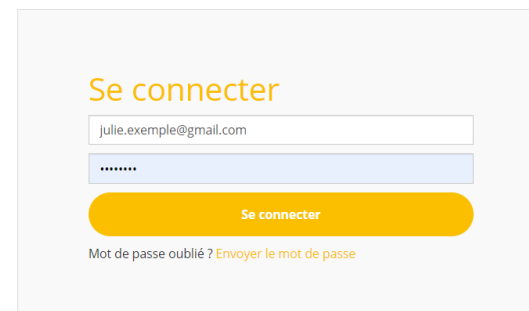 Se connecter
julie.exemple@gmail.com
••••••••
Se connecter
Mot de passe oublié ? Envoyer le mot de passe